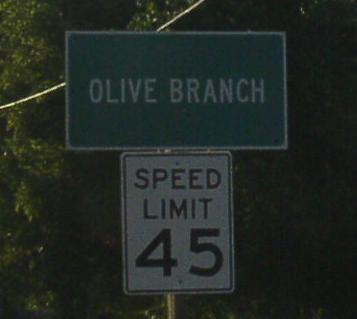 OLIVE BRANCH
SPEED
LIMIT
45